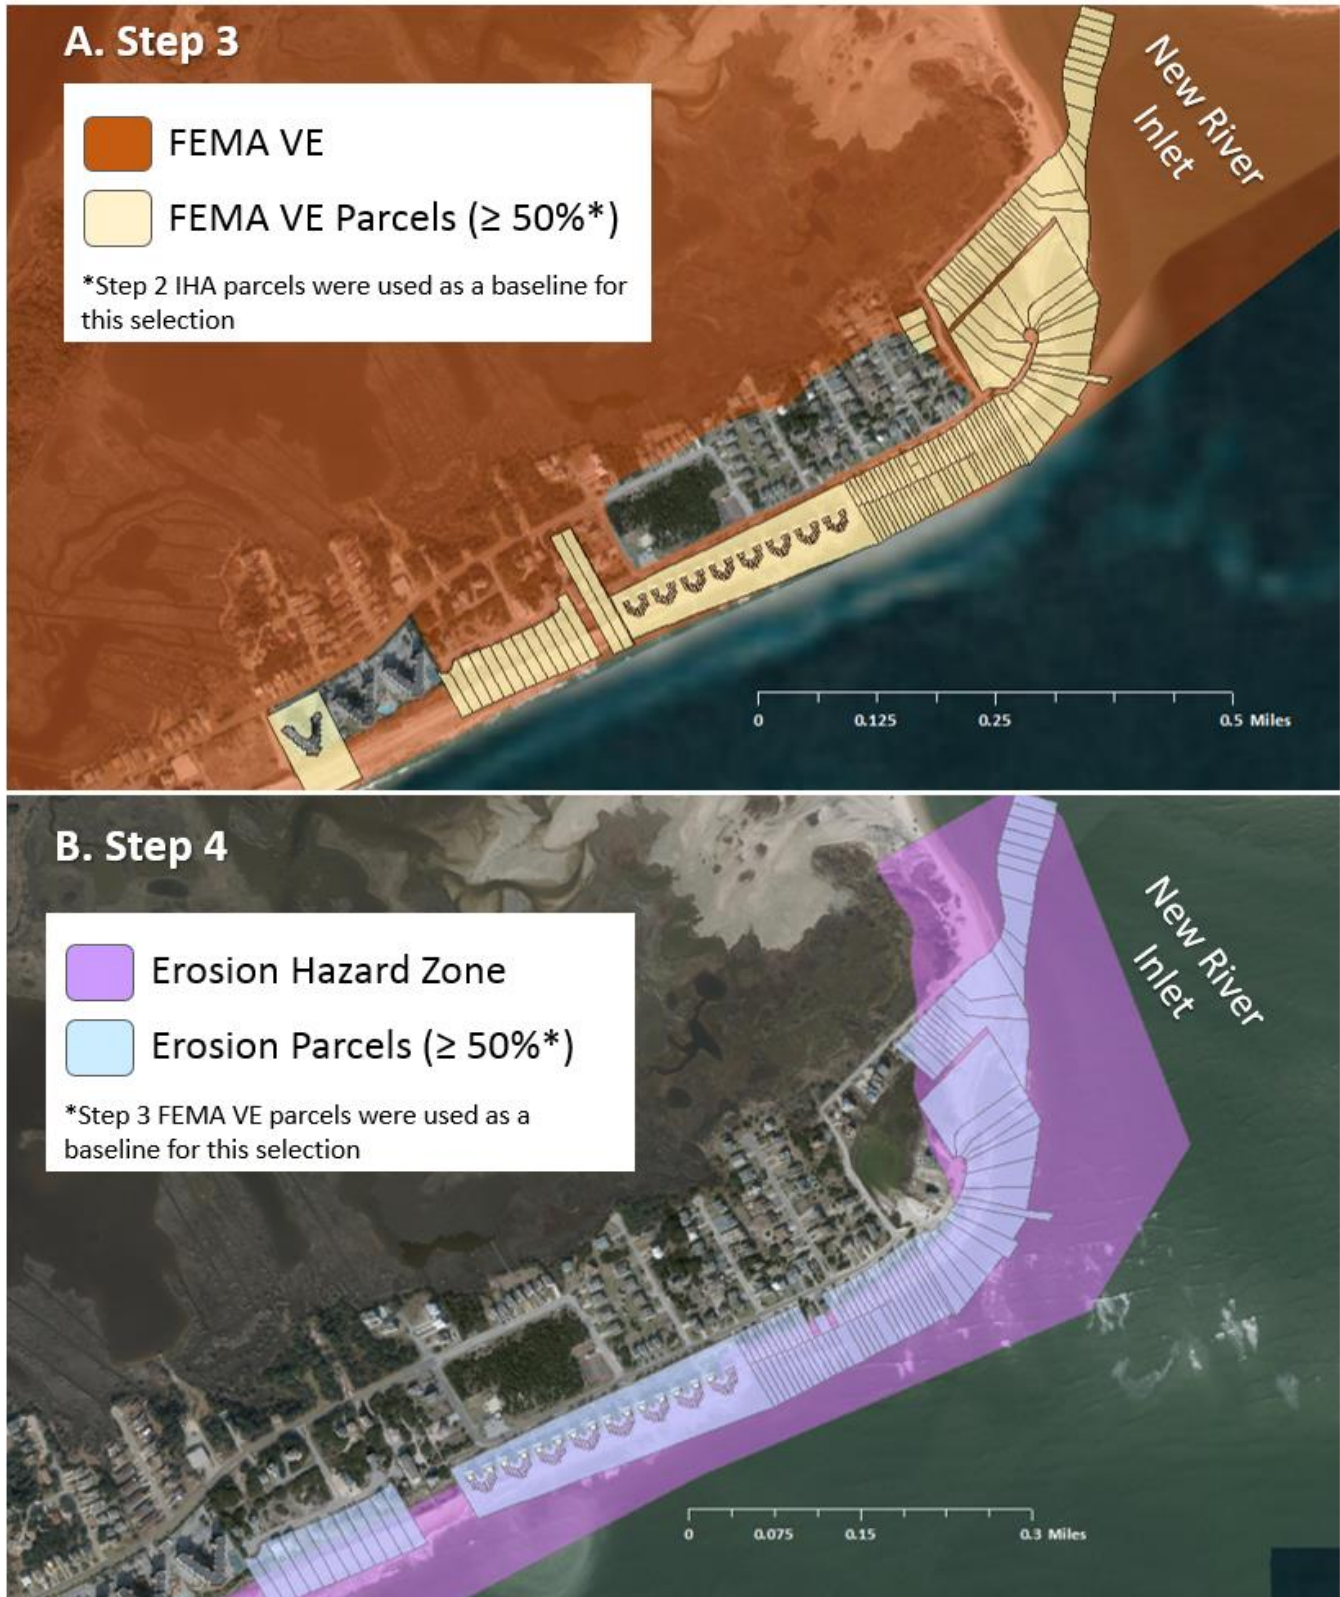 A. Step 3
FEMA VE
FEMA VE Parcels (≥ 50%*)
*Step 2 IHA parcels were used as a baseline for
this selection
New River
Inlet
0 0.125 0.25 0.5 Miles
B. Step 4
Erosion Hazard Zone
Erosion Parcels (≥ 50%*)
*Step 3 FEMA VE parcels were used as a
baseline for this selection
New River
Inlet
0 0.075 0.15 0.3 Miles